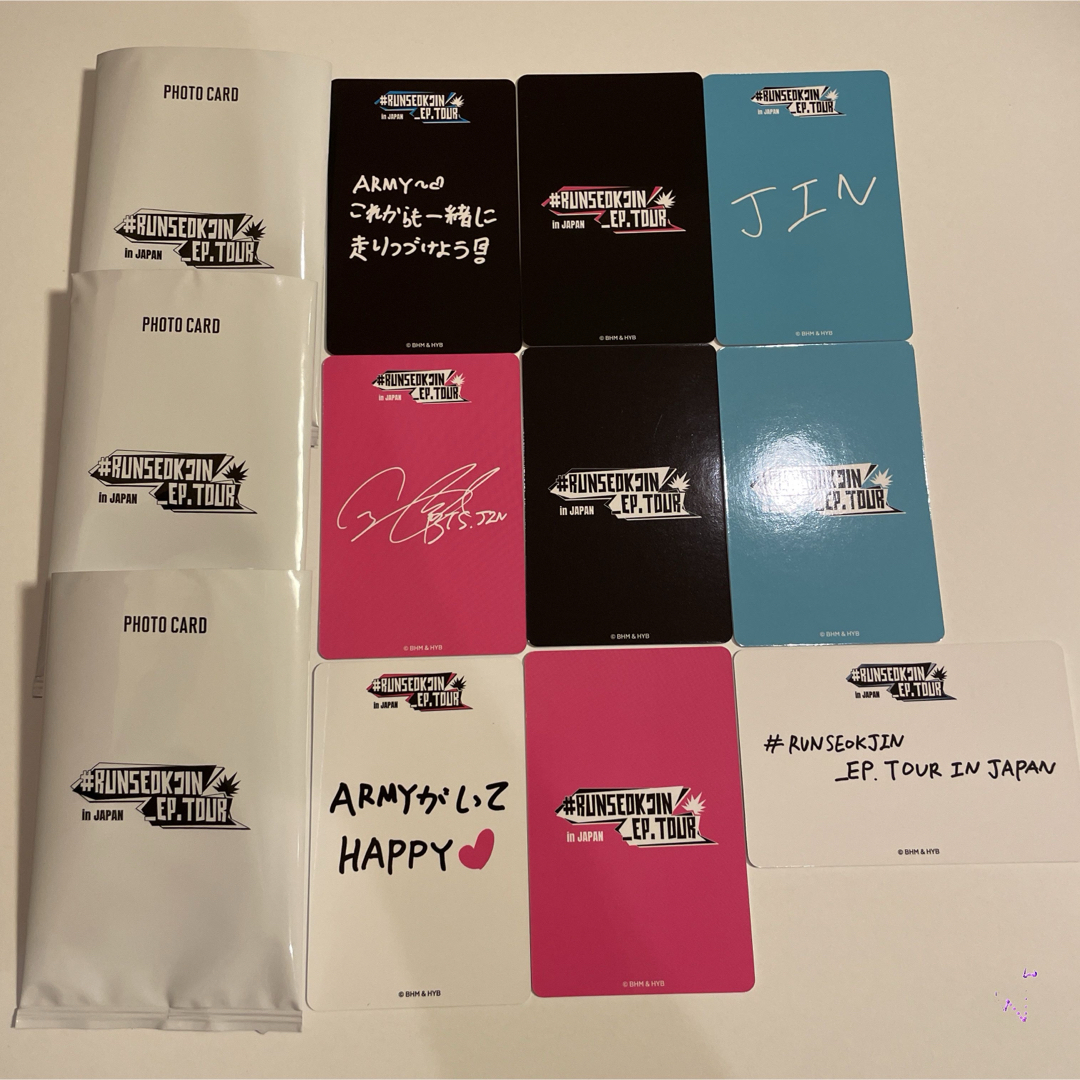 PHOTO CARD
#RUNSEOKJIN
_EP.TOUR
in JAPAN
PHOTO CARD
#RUNSEOKJIN
_EP.TOUR
in JAPAN
PHOTO CARD
#RUNSEOKJIN
_EP.TOUR
in JAPAN
#RUNSEOKJIN
_EP.TOUR
in JAPAN
ARMY~
これからも一緒に
走りつづけよう!!
© BHM & HYB
#RUNSEOKJIN
_EP.TOUR
in JAPAN
© BHM & HYB
#RUNSEOKJIN
_EP.TOUR
in JAPAN
JIN
© BHM & HYB
#RUNSEOKJIN
_EP.TOUR
in JAPAN
BTS.JIN
© BHM & HYB
#RUNSEOKJIN
_EP.TOUR
in JAPAN
© BHM & HYB
#RUNSEOKJIN
_EP.TOUR
© BHM & HYB
#RUNSEOKJIN
_EP.TOUR
in JAPAN
ARMYがいて
HAPPY
© BHM & HYB
#RUNSEOKJIN
_EP.TOUR
in JAPAN
© BHM & HYB
#RUNSEOKJIN
_EP.TOUR
in JAPAN
# RUNSEOKJIN
_EP. TOUR IN JAPAN
© BHM & HYB